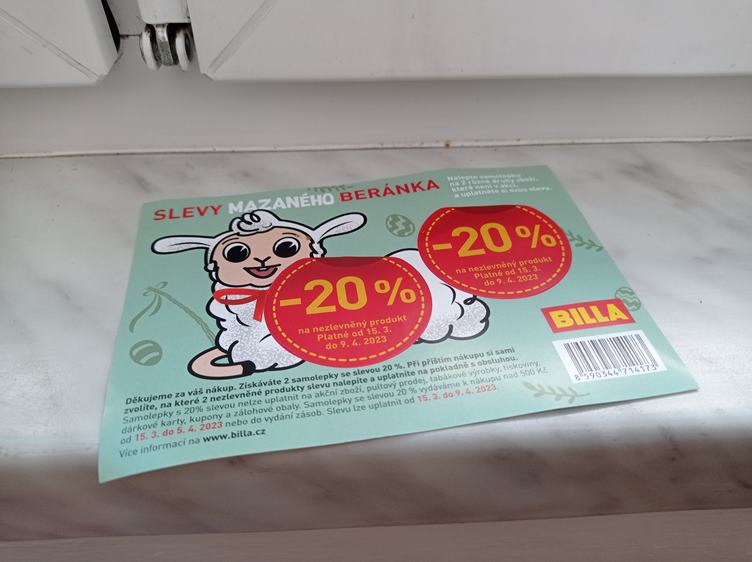 SLEVY MAZANÉHO BERÁNKA
Nalepte samolepku
na 2 různé druhy zboží,
které není v akci,
a uplatněte si svou slevu.
-20 %
na nezlevněný produkt
Platné od 15. 3.
do 9. 4. 2023
-20 %
na nezlevněný produkt
Platné od 15. 3.
do 9. 4. 2023
BILLA
8 590344 714173
Děkujeme za váš nákup. Získáváte 2 samolepky se slevou 20 %. Při příštím nákupu si sami
zvolíte, na které 2 nezlevněné produkty slevu nalepíte a uplatníte na pokladně s obsluhou.
Samolepky s 20% slevou nelze uplatnit na akční zboží, pultový prodej, tabákové výrobky, tiskoviny,
dárkové karty, kupony a zálohové obaly. Samolepky se slevou 20 % vydáváme k nákupu nad 500 Kč
od 15. 3. do 5. 4. 2023 nebo do vydání zásob. Slevu lze uplatnit od 15. 3. do 9. 4. 2023.
Více informací na www.billa.cz